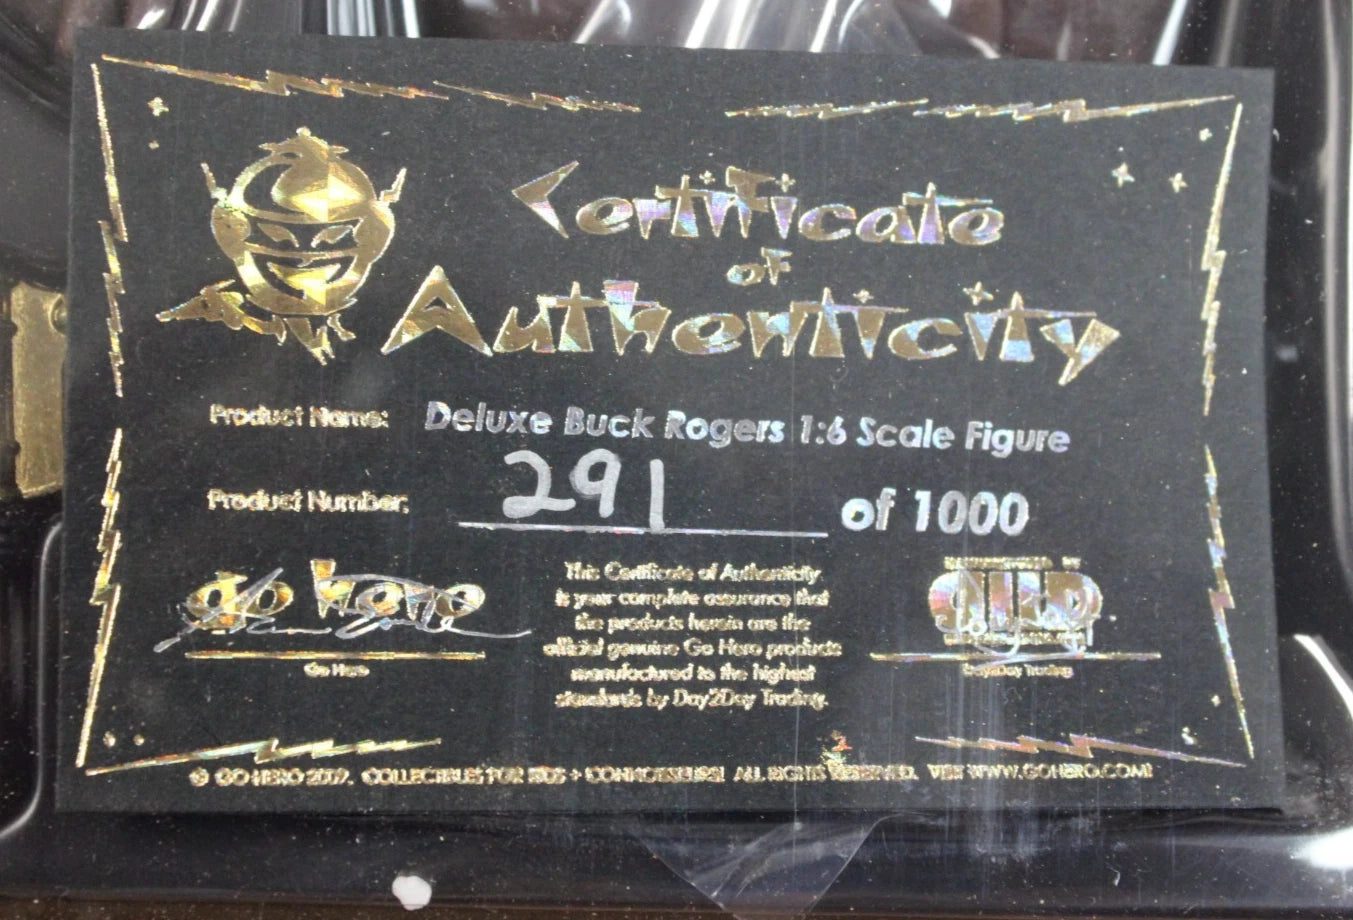 Certificate
of
Authenticity
Product Name: Deluxe Buck Rogers 1:6 Scale Figure
Product Number: 291 of 1000
go hero
Go Hero
This Certificate of Authenticity
is your complete assurance that
the products herein are the
official genuine Go Hero products
manufactured to the highest
standards by Day2Day Trading.
Day2Day Trading
© GO HERO 2009. COLLECTIBLES FOR KIDS + CONNOISSEURS! ALL RIGHTS RESERVED. VISIT WWW.GOHERO.COM!